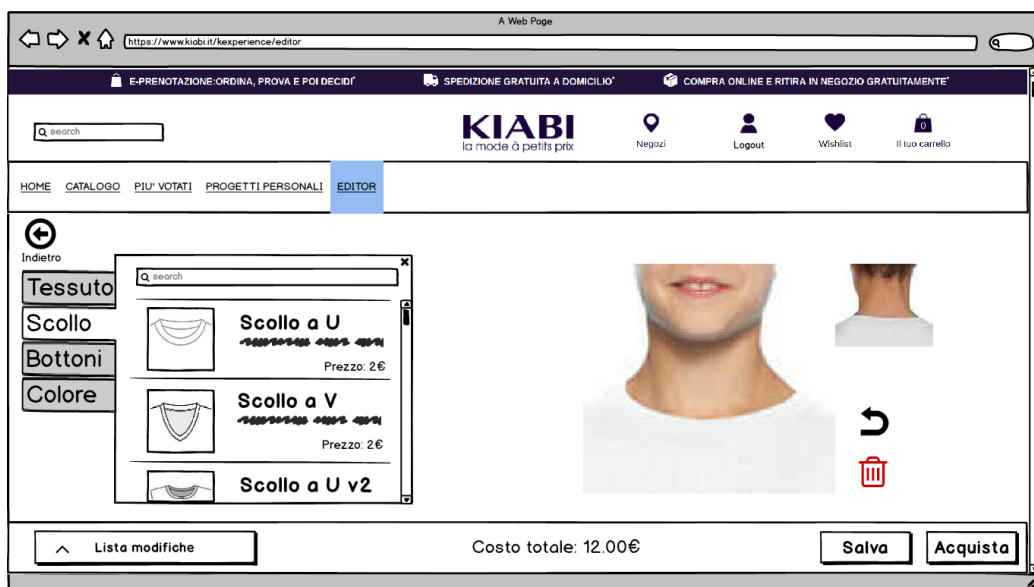 A Web Page
https://www.kiabi.it/kexperience/editor
E-PRENOTAZIONE:ORDINA, PROVA E POI DECIDI*
SPEDIZIONE GRATUITA A DOMICILIO*
COMPRA ONLINE E RITIRA IN NEGOZIO GRATUITAMENTE*
search
KIABI
la mode à petits prix
Negozi
Logout
Wishlist
0
Il tuo carrello
HOME CATALOGO PIU' VOTATI PROGETTI PERSONALI EDITOR
Indietro
Tessuto
Scollo
Bottoni
Colore
search
Scollo a U
Prezzo: 2€
Scollo a V
Prezzo: 2€
Scollo a U v2
Lista modifiche
Costo totale: 12.00€
Salva
Acquista